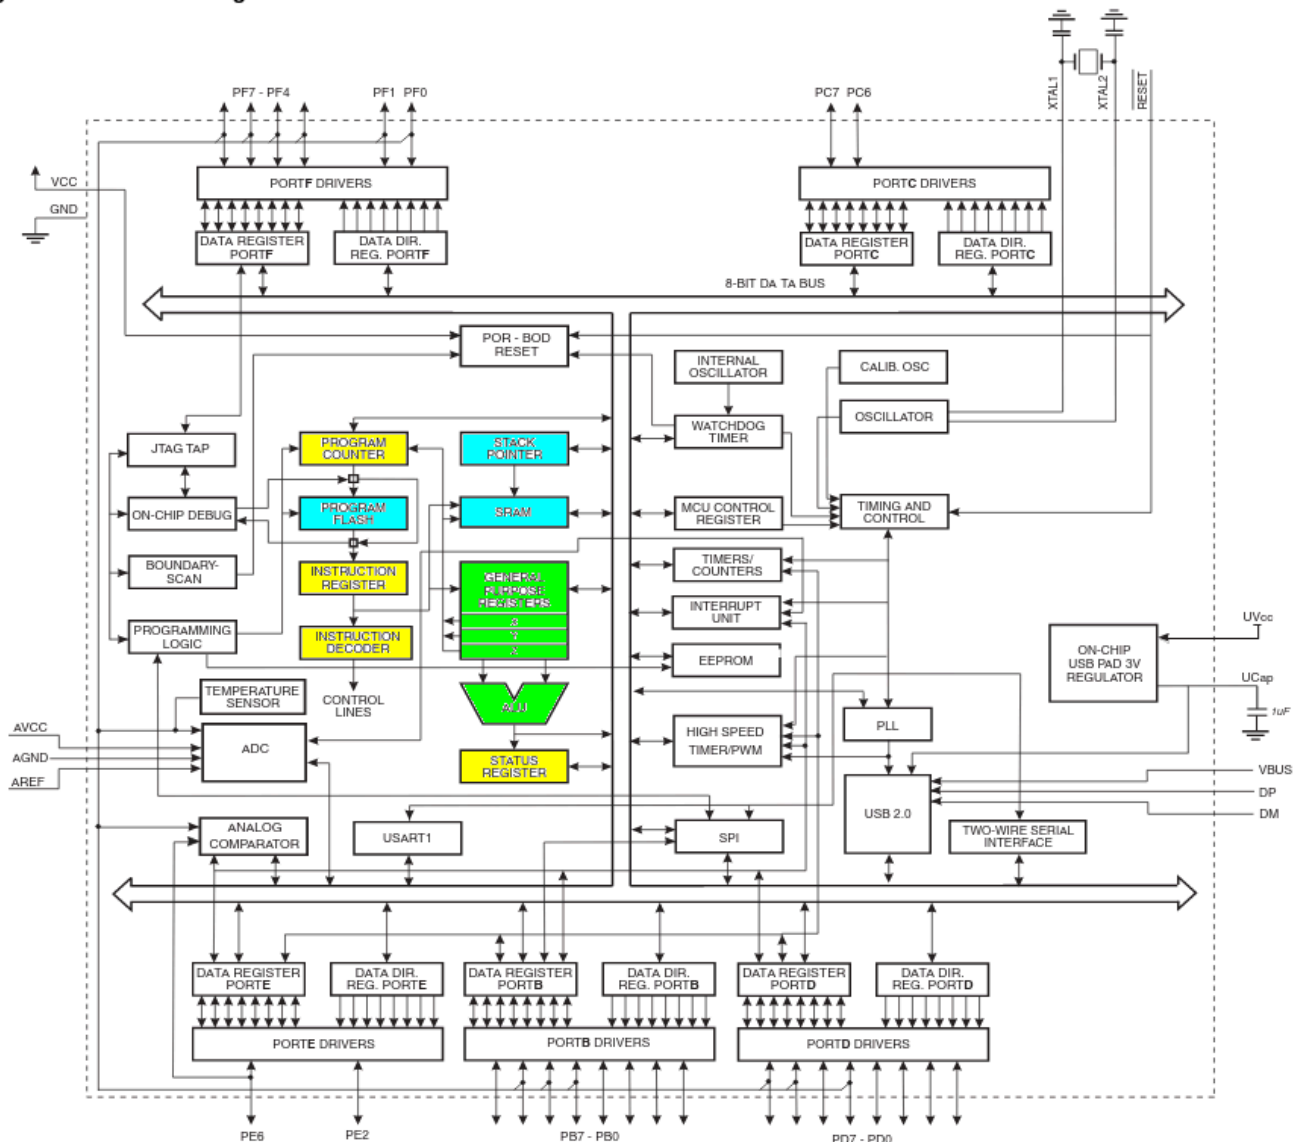 PF7 - PF4
PF1
PF0
PC7
PC6
XTAL1
XTAL2
RESET
VCC
GND
PORTF DRIVERS
PORTC DRIVERS
DATA REGISTER
PORTF
DATA DIR.
REG. PORTF
DATA REGISTER
PORTC
DATA DIR.
REG. PORTC
8-BIT DA TA BUS
POR - BOD
RESET
INTERNAL
OSCILLATOR
CALIB. OSC
WATCHDOG
TIMER
OSCILLATOR
JTAG TAP
PROGRAM
COUNTER
STACK
POINTER
ON-CHIP DEBUG
PROGRAM
FLASH
SRAM
MCU CONTROL
REGISTER
TIMING AND
CONTROL
BOUNDARY-
SCAN
INSTRUCTION
REGISTER
GENERAL
PURPOSE
REGISTERS
X
Y
Z
TIMERS/
COUNTERS
INTERRUPT
UNIT
PROGRAMMING
LOGIC
INSTRUCTION
DECODER
EEPROM
ON-CHIP
USB PAD 3V
REGULATOR
UVcc
UCap
1uF
TEMPERATURE
SENSOR
CONTROL
LINES
ALU
AVCC
AGND
AREF
ADC
STATUS
REGISTER
HIGH SPEED
TIMER/PWM
PLL
VBUS
DP
DM
USB 2.0
ANALOG
COMPARATOR
USART1
SPI
TWO-WIRE SERIAL
INTERFACE
DATA REGISTER
PORTE
DATA DIR.
REG. PORTE
DATA REGISTER
PORTB
DATA DIR.
REG. PORTB
DATA REGISTER
PORTD
DATA DIR.
REG. PORTD
PORTE DRIVERS
PORTB DRIVERS
PORTD DRIVERS
PE6
PE2
PB7 - PB0
PD7 - PD0